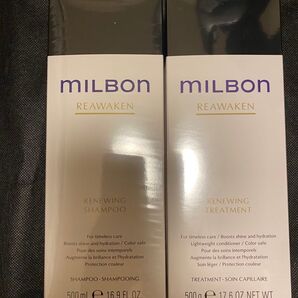 milbon
REAWAKEN
RENEWING
SHAMPOO
For timeless care
/ Boosts shine and hydration / Color safe
Pour des soins intemporels
Augmente la brillance et l'hydratation
Protection couleur
SHAMPOO • SHAMPOOING
500 ml e 16.9 FL. OZ.
milbon
REAWAKEN
RENEWING
TREATMENT
For timeless care
/ Boosts shine and hydration
Lightweight conditioner / Color safe
Pour des soins intemporels
Augmente la brillance et l'hydratation
Soin léger / Protection couleur
TREATMENT • SOIN CAPILLAIRE
500 g e 17.6 OZ NET WT.